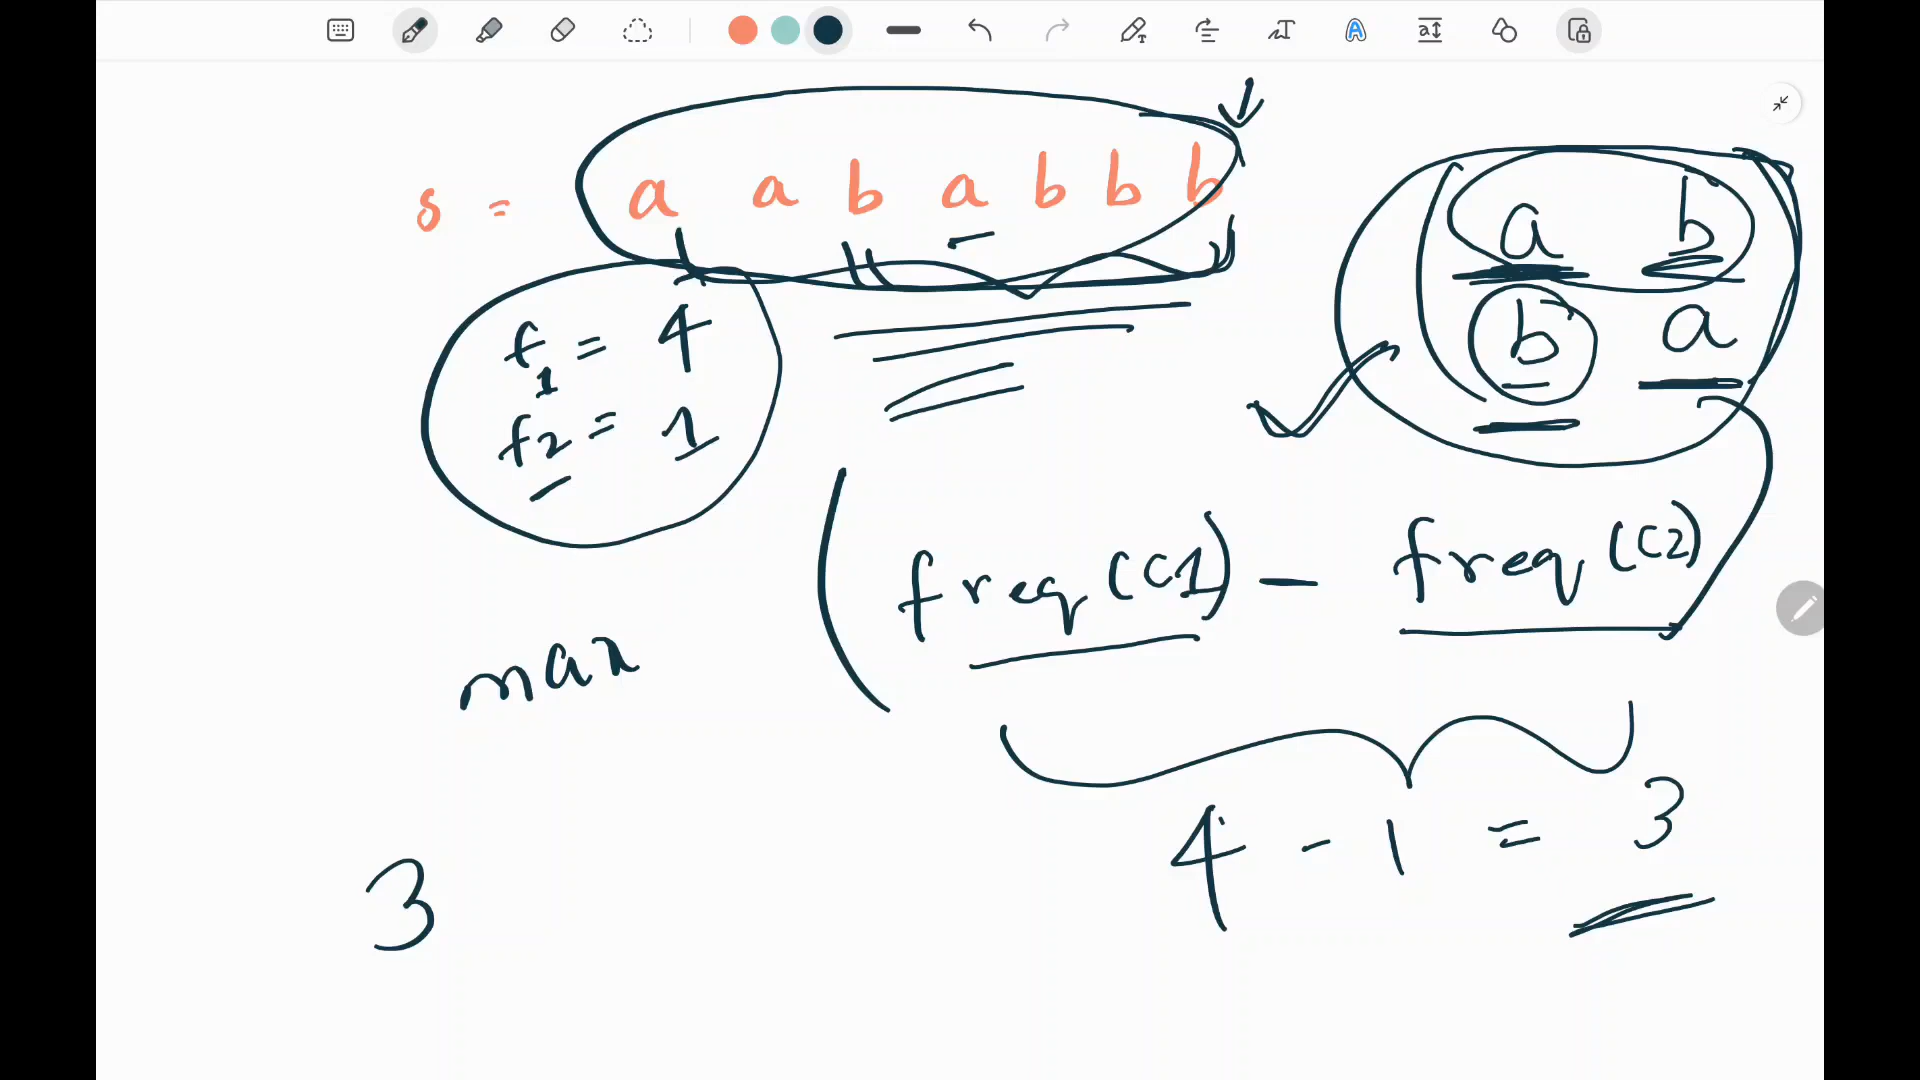 s = a a b a b b b
a b
b a
f1 = 4
f2 = 1
max (freq(c1) - freq(c2)
4 - 1 = 3
3